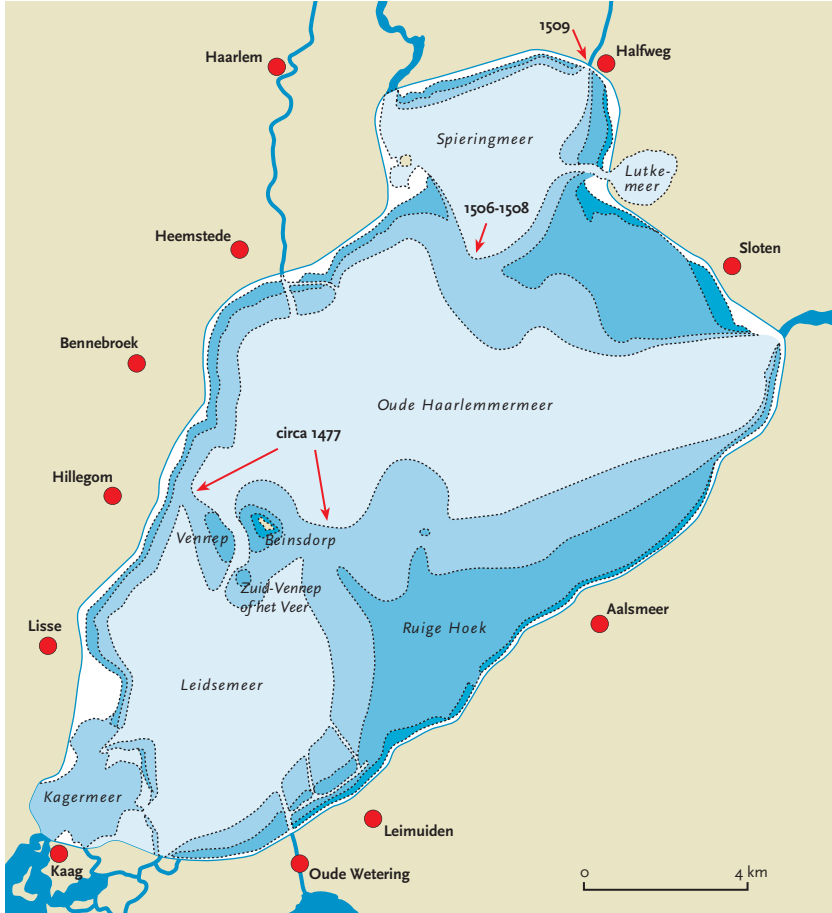 1509
Halfweg
Haarlem
Spieringmeer
Lutke-
meer
1506-1508
Heemstede
Sloten
Bennebroek
Oude Haarlemmermeer
circa 1477
Hillegom
Vennep
Beinsdorp
Zuid-Vennep
of het Veer
Aalsmeer
Lisse
Ruige Hoek
Leidsemeer
Kagermeer
Leimuiden
Kaag
Oude Wetering
0 4 km